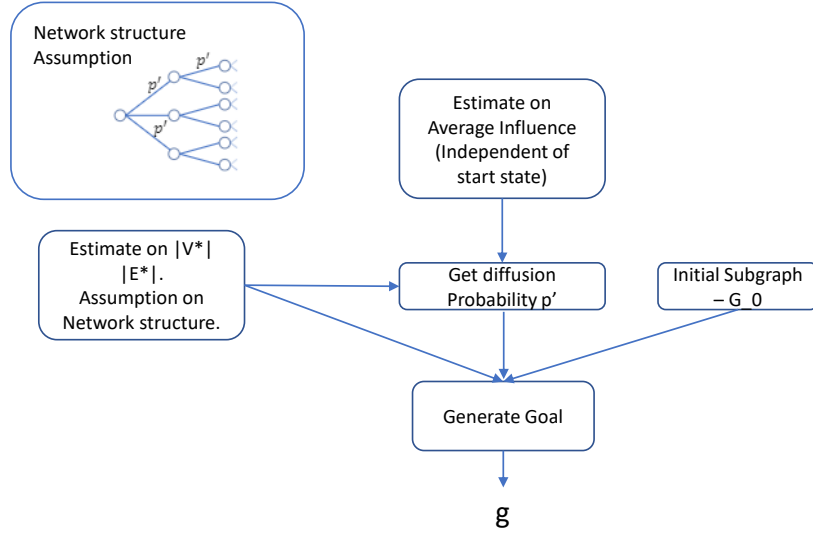 Network structure
Assumption
p'
p'
p'
Estimate on
Average Influence
(Independent of
start state)
Estimate on |V*|
|E*|.
Assumption on
Network structure.
Get diffusion
Probability p’
Initial Subgraph
– G_0
Generate Goal
g